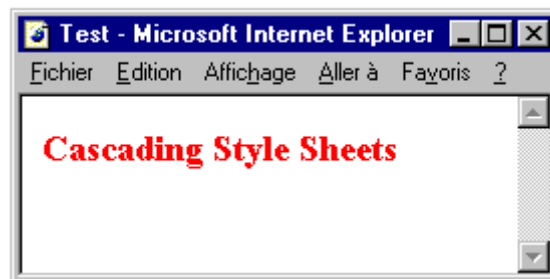 Test - Microsoft Internet Explorer
Fichier Edition Affichage Aller à Favoris ?
Cascading Style Sheets